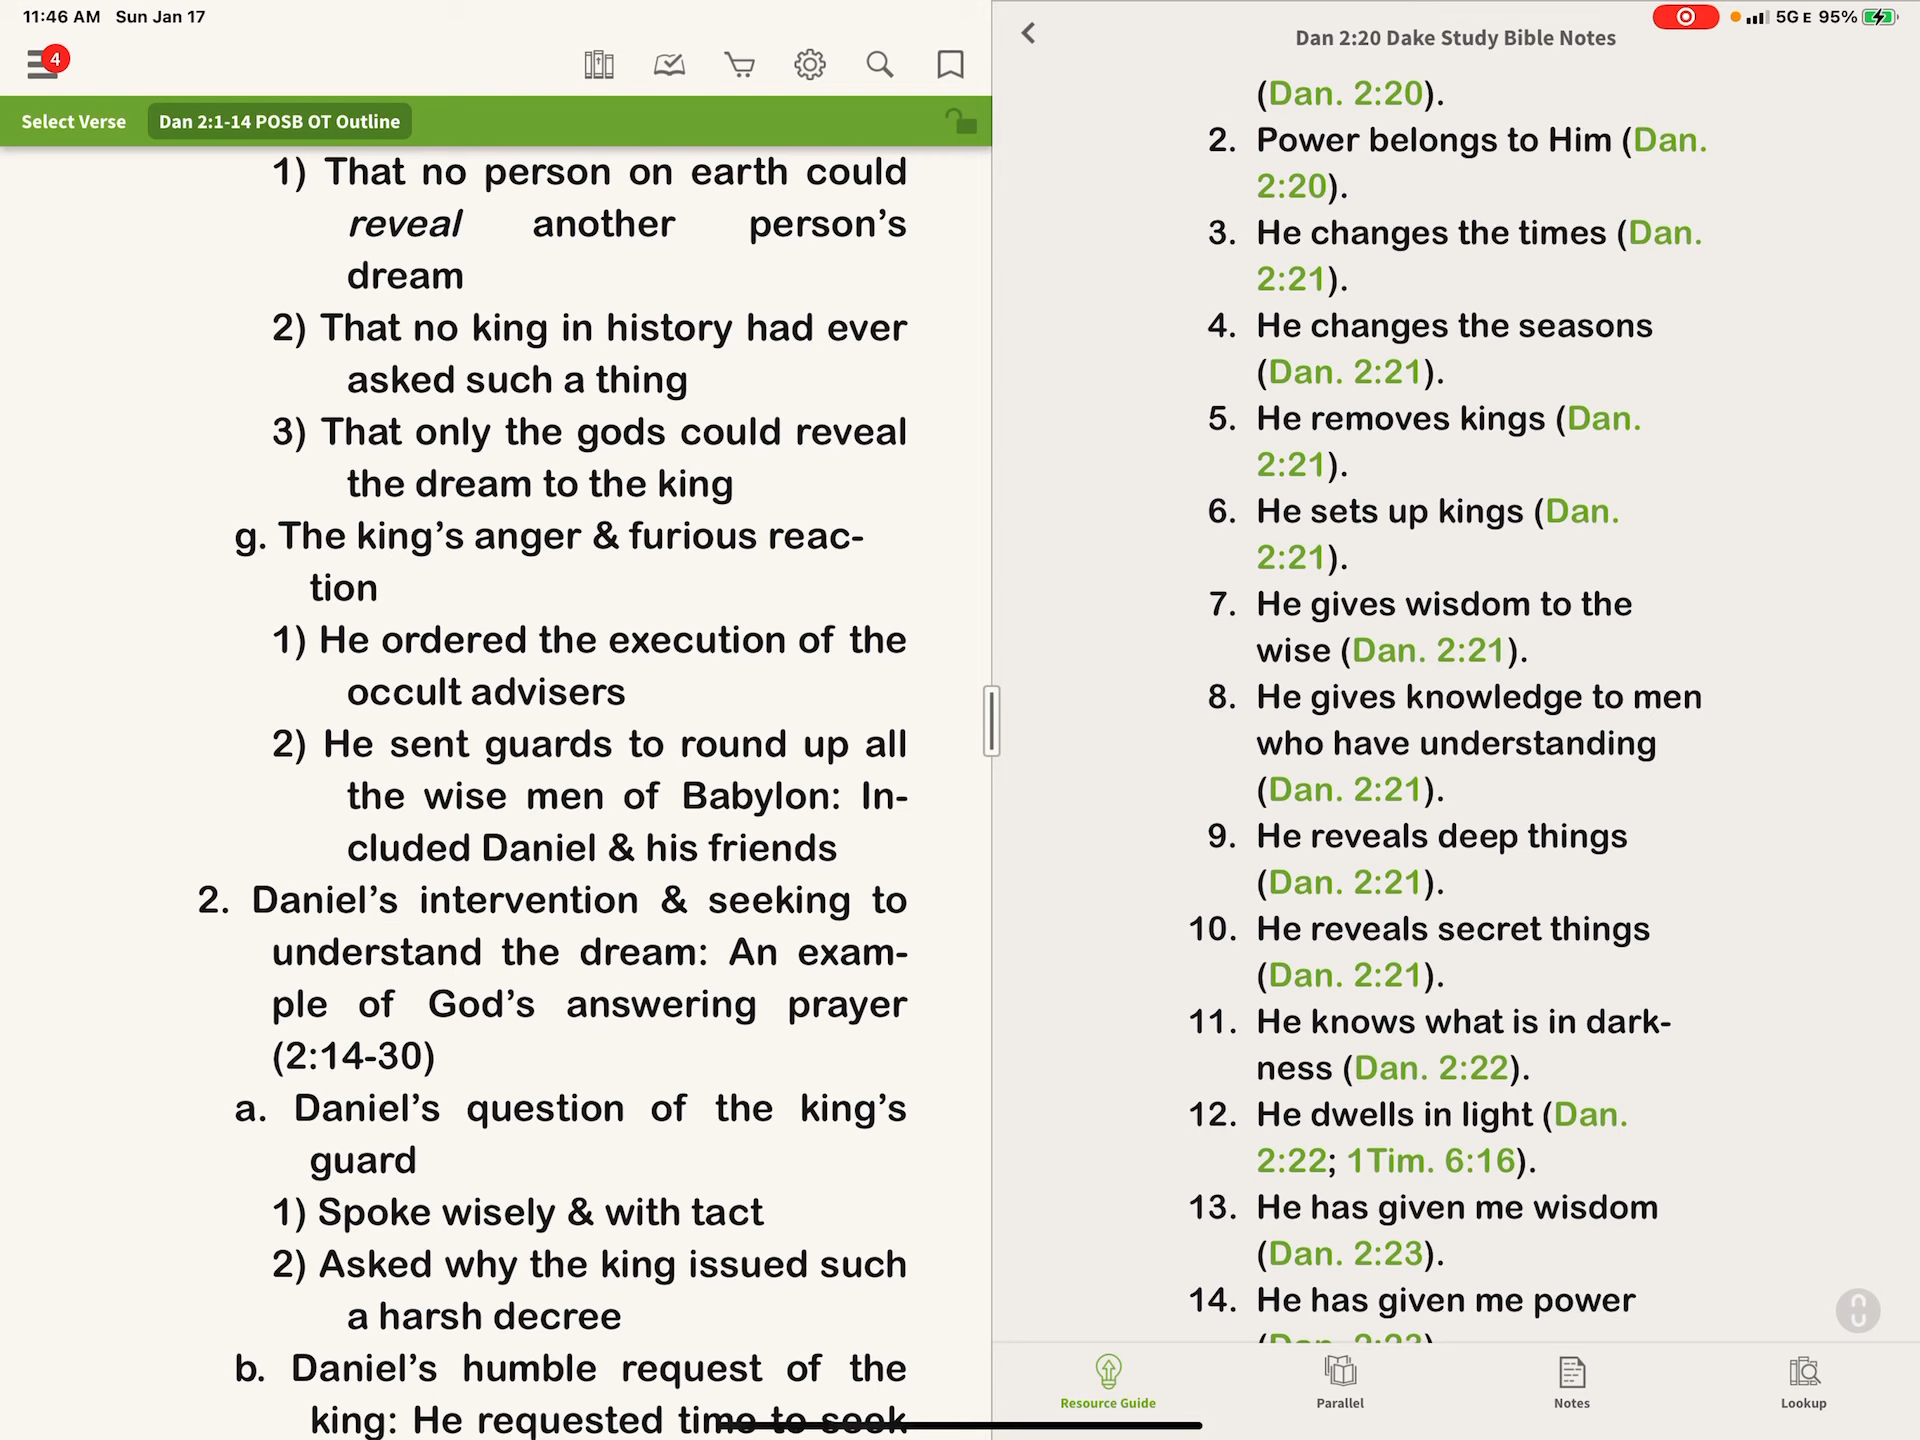 11:46 AM Sun Jan 17
4
Select Verse
Dan 2:1-14 POSB OT Outline
1) That no person on earth could
reveal another person's
dream
2) That no king in history had ever
asked such a thing
3) That only the gods could reveal
the dream to the king
g. The king's anger & furious reac-
tion
1) He ordered the execution of the
occult advisers
2) He sent guards to round up all
the wise men of Babylon: In-
cluded Daniel & his friends
2. Daniel's intervention & seeking to
understand the dream: An exam-
ple of God's answering prayer
(2:14-30)
a. Daniel's question of the king's
guard
1) Spoke wisely & with tact
2) Asked why the king issued such
a harsh decree
b. Daniel's humble request of the
king: He requested time to seek
5G E 95%
Dan 2:20 Dake Study Bible Notes
(Dan. 2:20).
2. Power belongs to Him (Dan.
2:20).
3. He changes the times (Dan.
2:21).
4. He changes the seasons
(Dan. 2:21).
5. He removes kings (Dan.
2:21).
6. He sets up kings (Dan.
2:21).
7. He gives wisdom to the
wise (Dan. 2:21).
8. He gives knowledge to men
who have understanding
(Dan. 2:21).
9. He reveals deep things
(Dan. 2:21).
10. He reveals secret things
(Dan. 2:21).
11. He knows what is in dark-
ness (Dan. 2:22).
12. He dwells in light (Dan.
2:22; 1Tim. 6:16).
13. He has given me wisdom
(Dan. 2:23).
14. He has given me power
(Dan. 2:23)
Resource Guide
Parallel
Notes
Lookup